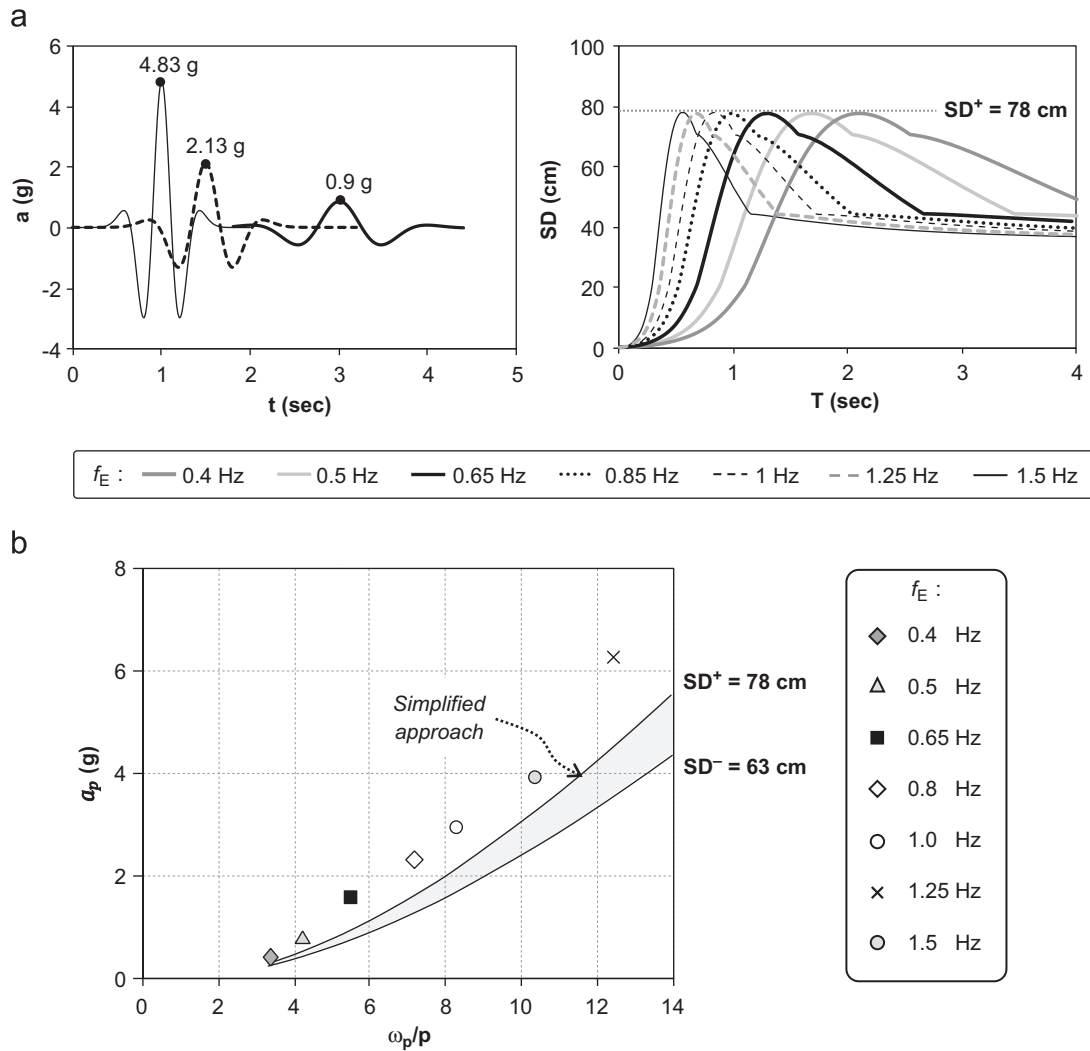 a
6
4
2
0
-2
-4
a (g)
4.83 g
2.13 g
0.9 g
0 1 2 3 4 5
t (sec)
100
80
60
40
20
0
SD (cm)
SD⁺ = 78 cm
0 1 2 3 4
T (sec)
f_E : 0.4 Hz 0.5 Hz 0.65 Hz 0.85 Hz 1 Hz 1.25 Hz 1.5 Hz
b
8
6
4
2
0
a_p (g)
Simplified
approach
SD⁺ = 78 cm
SD⁻ = 63 cm
0 2 4 6 8 10 12 14
ω_p/p
f_E :
0.4 Hz
0.5 Hz
0.65 Hz
0.8 Hz
1.0 Hz
1.25 Hz
1.5 Hz